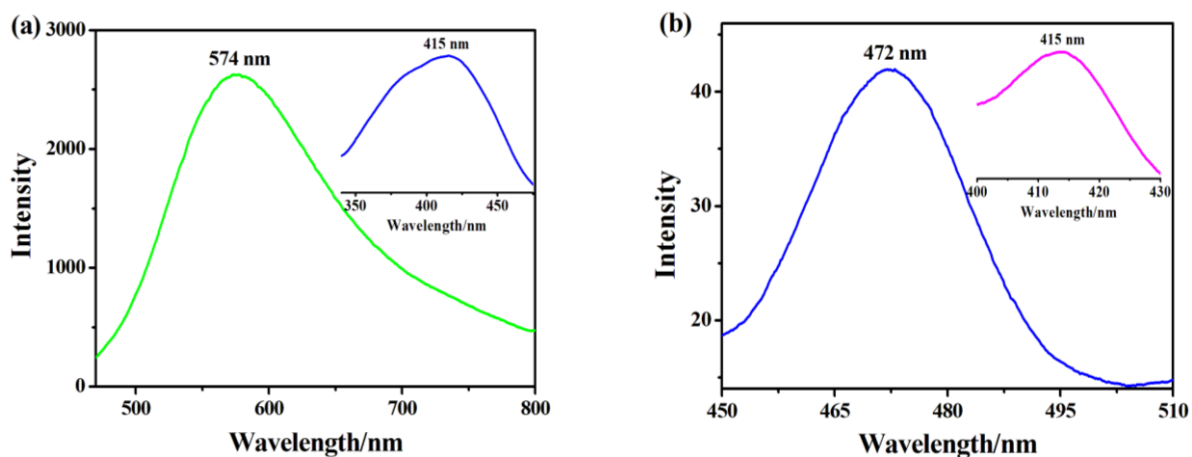 (a)
3000
2000
1000
0
Intensity
574 nm
415 nm
350 400 450
Wavelength/nm
500 600 700 800
Wavelength/nm
(b)
40
30
20
Intensity
472 nm
415 nm
400 410 420 430
Wavelength/nm
450 465 480 495 510
Wavelength/nm